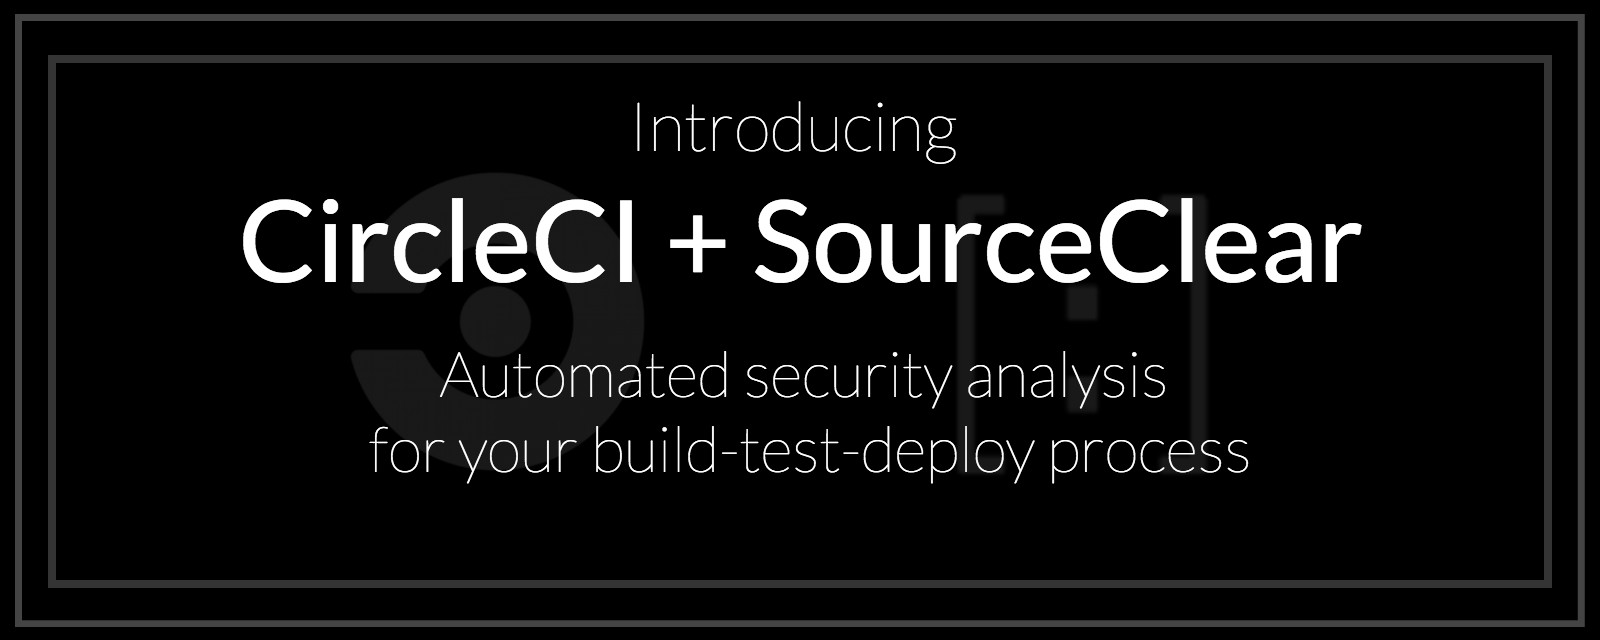 Introducing
CircleCI + SourceClear
Automated security analysis
for your build-test-deploy process